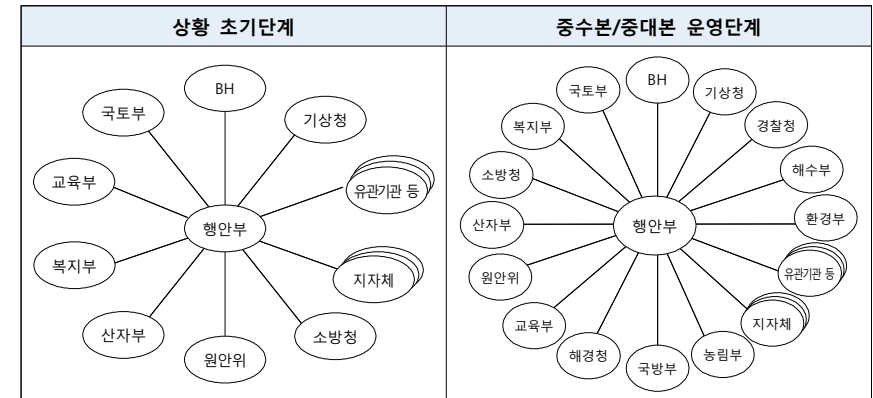 상황 초기단계
중수본/중대본 운영단계
BH
국토부
기상청
교육부
유관기관 등
행안부
복지부
지자체
산자부
소방청
원안위
BH
국토부
기상청
복지부
경찰청
소방청
해수부
산자부
행안부
환경부
원안위
유관기관 등
교육부
지자체
해경청
국방부
농림부